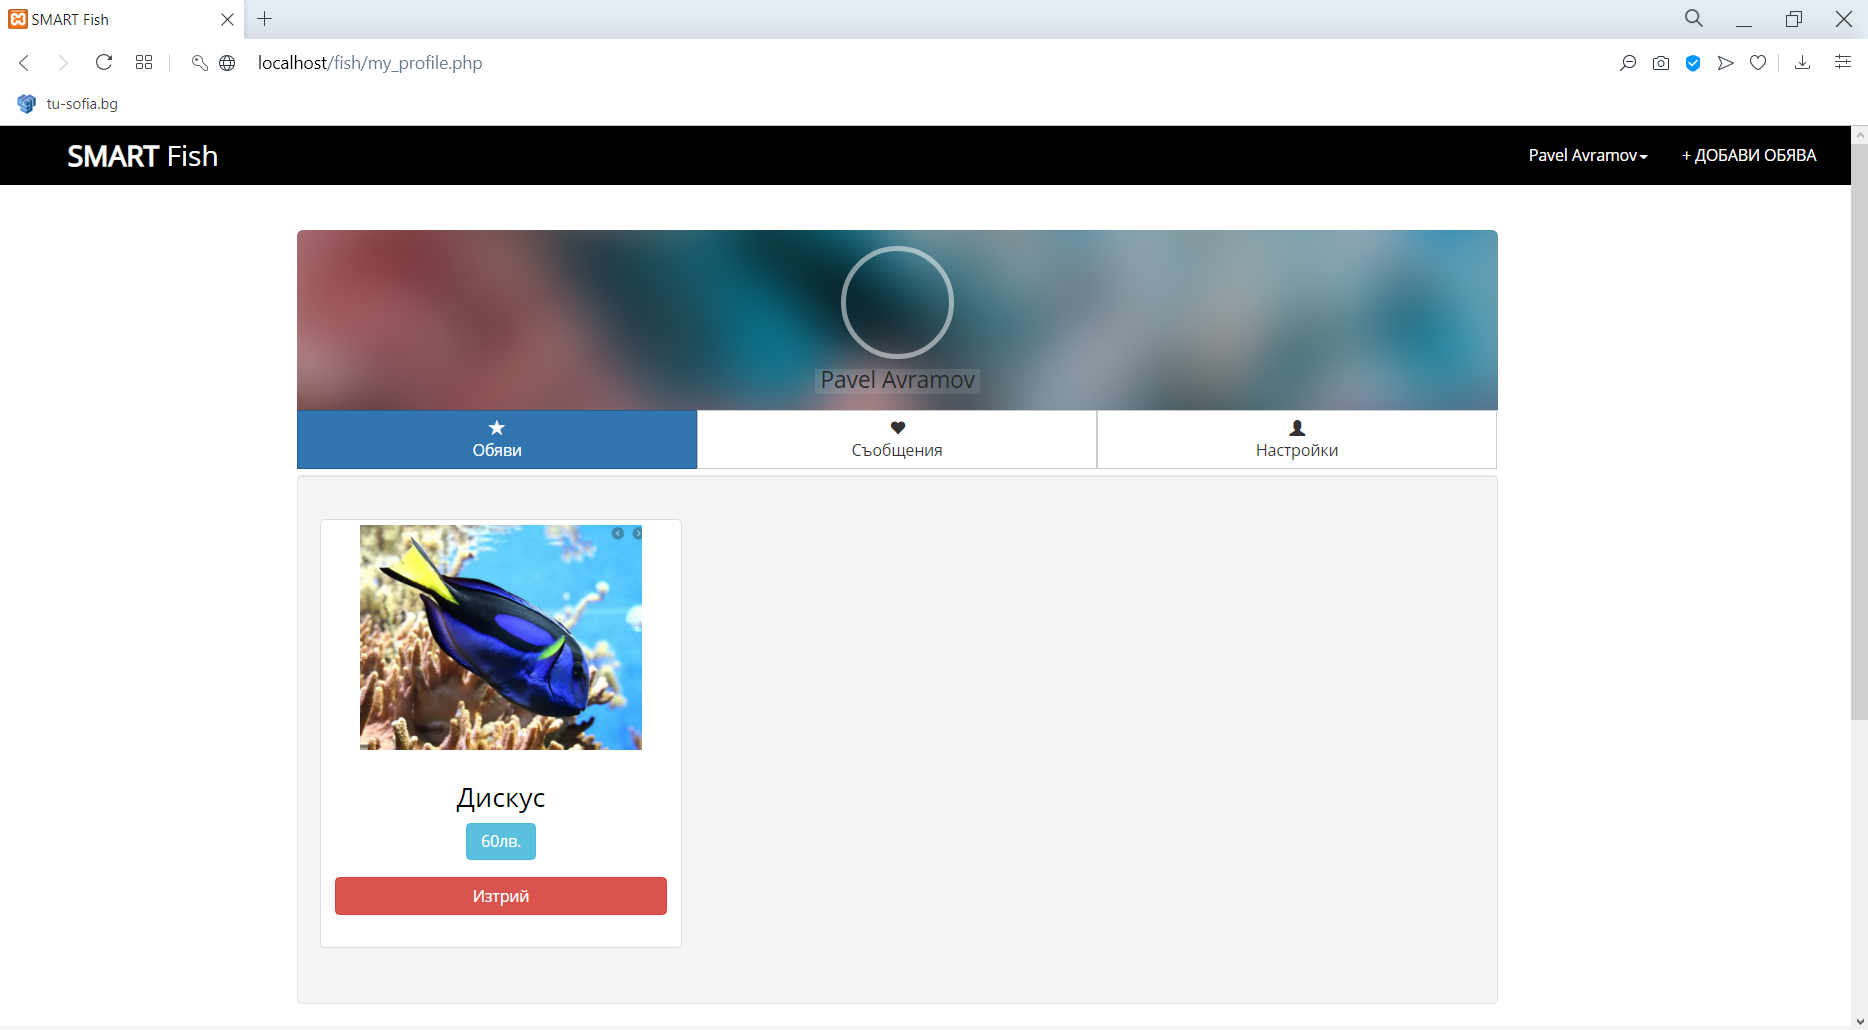 SMART Fish
localhost/fish/my_profile.php
tu-sofia.bg
SMART Fish
Pavel Avramov
+ ДОБАВИ ОБЯВА
Pavel Avramov
Обяви
Съобщения
Настройки
Дискус
60лв.
Изтрий